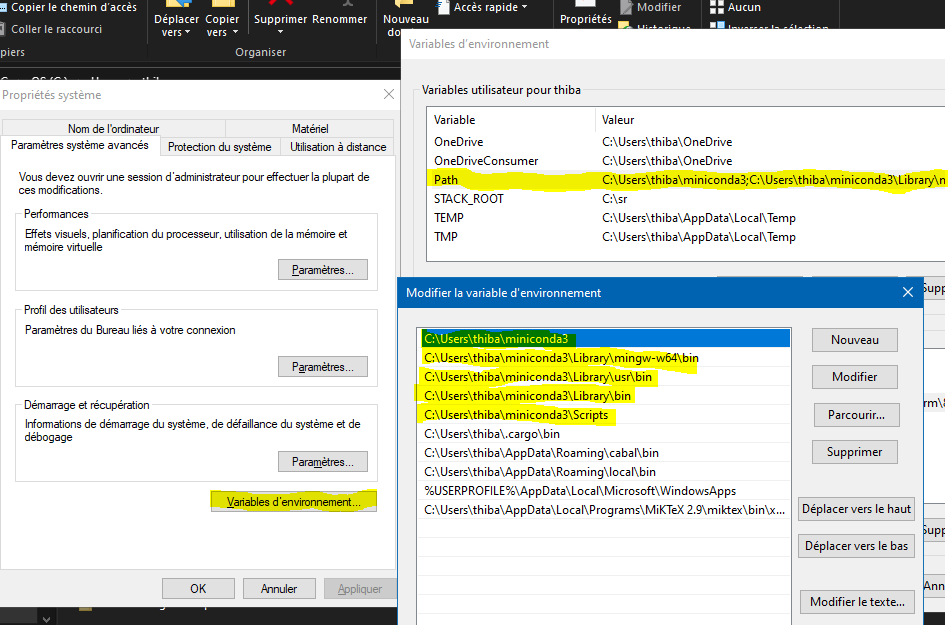 Copier le chemin d'accès
Coller le raccourci
piers
Déplacer
vers
Copier
vers
Supprimer
Renommer
Organiser
Nouveau
Accès rapide
Propriétés
Modifier
Historique
Aucun
Inverser la sélection
Propriétés système
Nom de l'ordinateur
Matériel
Paramètres système avancés
Protection du système
Utilisation à distance
Vous devez ouvrir une session d'administrateur pour effectuer la plupart de
ces modifications.
Performances
Effets visuels, planification du processeur, utilisation de la mémoire et
mémoire virtuelle
Paramètres...
Profil des utilisateurs
Paramètres du Bureau liés à votre connexion
Paramètres...
Démarrage et récupération
Informations de démarrage du système, de défaillance du système et de
débogage
Paramètres...
Variables d'environnement...
OK
Annuler
Appliquer
Variables d'environnement
Variables utilisateur pour thiba
Variable
Valeur
OneDrive
C:\Users\thiba\OneDrive
OneDriveConsumer
C:\Users\thiba\OneDrive
Path
C:\Users\thiba\miniconda3;C:\Users\thiba\miniconda3\Library\n
STACK_ROOT
C:\sr
TEMP
C:\Users\thiba\AppData\Local\Temp
TMP
C:\Users\thiba\AppData\Local\Temp
Modifier la variable d'environnement
C:\Users\thiba\miniconda3
C:\Users\thiba\miniconda3\Library\mingw-w64\bin
C:\Users\thiba\miniconda3\Library\usr\bin
C:\Users\thiba\miniconda3\Library\bin
C:\Users\thiba\miniconda3\Scripts
C:\Users\thiba\.cargo\bin
C:\Users\thiba\AppData\Roaming\cabal\bin
C:\Users\thiba\AppData\Roaming\local\bin
%USERPROFILE%\AppData\Local\Microsoft\WindowsApps
C:\Users\thiba\AppData\Local\Programs\MiKTeX 2.9\miktex\bin\x...
Nouveau
Modifier
Parcourir...
Supprimer
Déplacer vers le haut
Déplacer vers le bas
Modifier le texte...